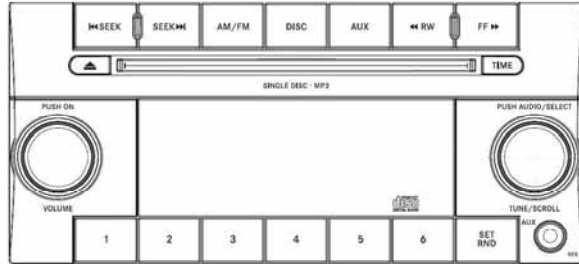 ⏮SEEK
SEEK⏭
AM/FM
DISC
AUX
◀◀ RW
FF ▶▶
TIME
SINGLE DISC · MP3
PUSH ON
PUSH AUDIO/SELECT
VOLUME
disc
TUNE/SCROLL
1
2
3
4
5
6
SET
RND
AUX